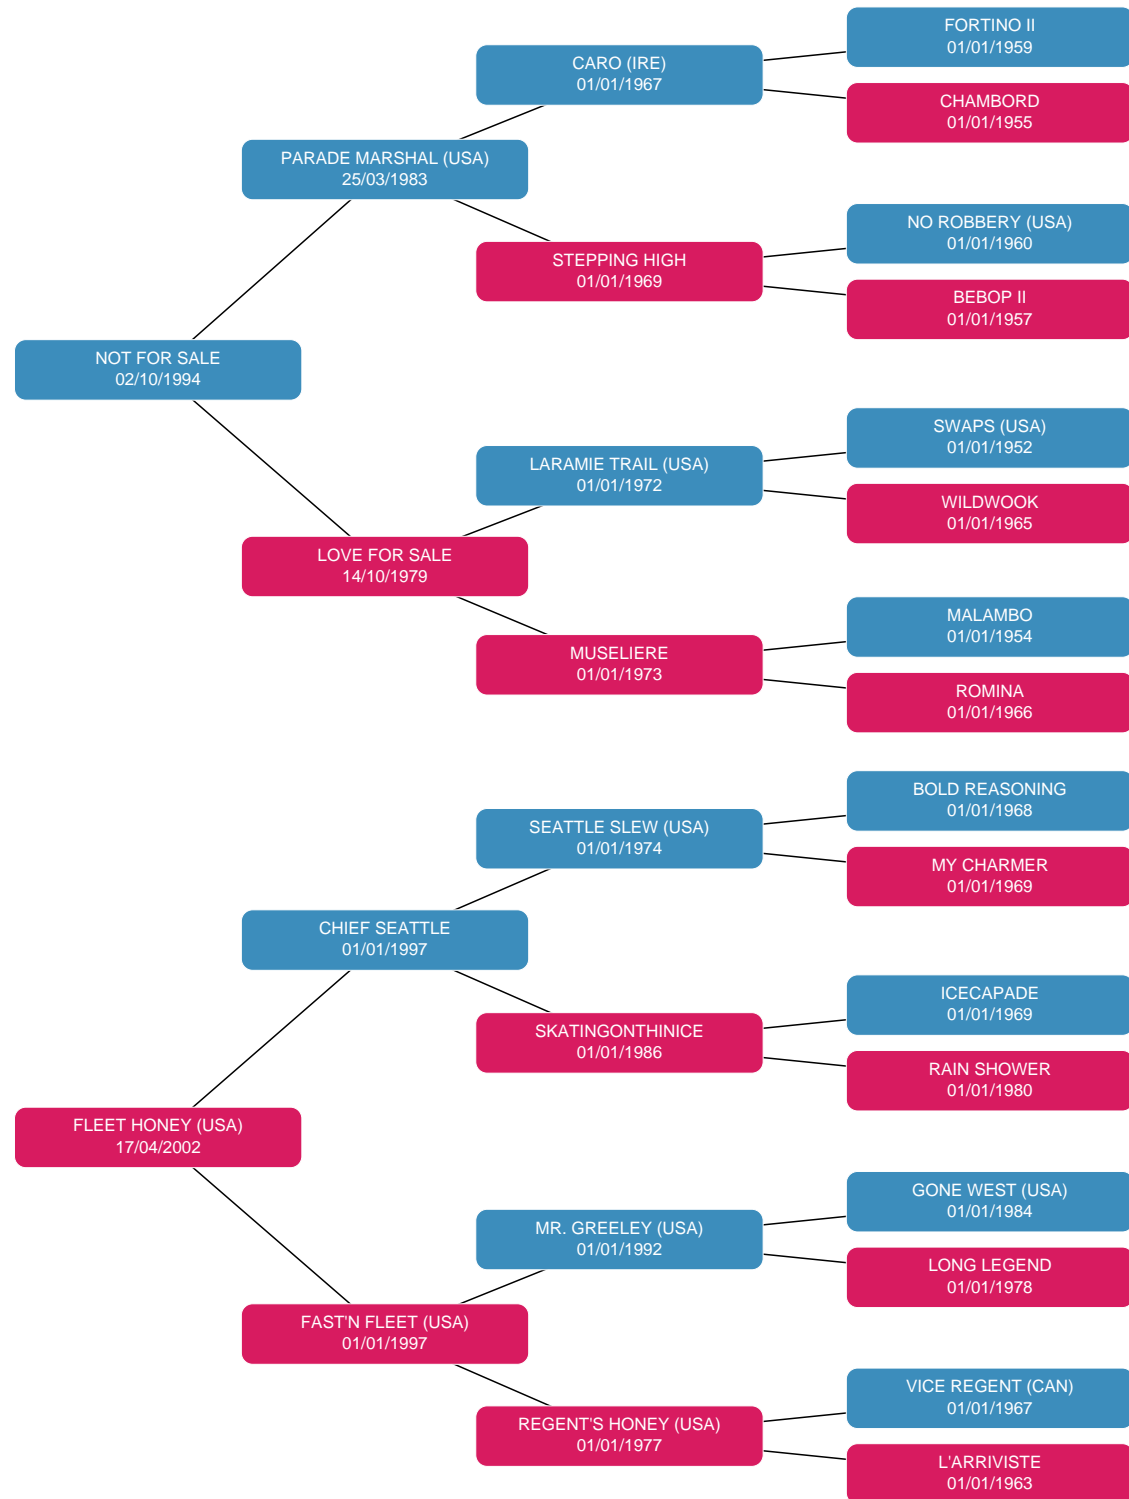 FORTINO II
01/01/1959
CARO (IRE)
01/01/1967
CHAMBORD
01/01/1955
PARADE MARSHAL (USA)
25/03/1983
NO ROBBERY (USA)
01/01/1960
STEPPING HIGH
01/01/1969
BEBOP II
01/01/1957
NOT FOR SALE
02/10/1994
SWAPS (USA)
01/01/1952
LARAMIE TRAIL (USA)
01/01/1972
WILDWOOK
01/01/1965
LOVE FOR SALE
14/10/1979
MALAMBO
01/01/1954
MUSELIERE
01/01/1973
ROMINA
01/01/1966
BOLD REASONING
01/01/1968
SEATTLE SLEW (USA)
01/01/1974
MY CHARMER
01/01/1969
CHIEF SEATTLE
01/01/1997
ICECAPADE
01/01/1969
SKATINGONTHINICE
01/01/1986
RAIN SHOWER
01/01/1980
FLEET HONEY (USA)
17/04/2002
GONE WEST (USA)
01/01/1984
MR. GREELEY (USA)
01/01/1992
LONG LEGEND
01/01/1978
FAST'N FLEET (USA)
01/01/1997
VICE REGENT (CAN)
01/01/1967
REGENT'S HONEY (USA)
01/01/1977
L'ARRIVISTE
01/01/1963